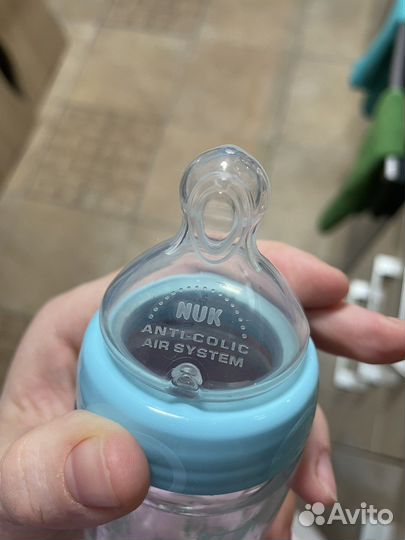 NUK
ANTI-COLIC
AIR SYSTEM
Avito